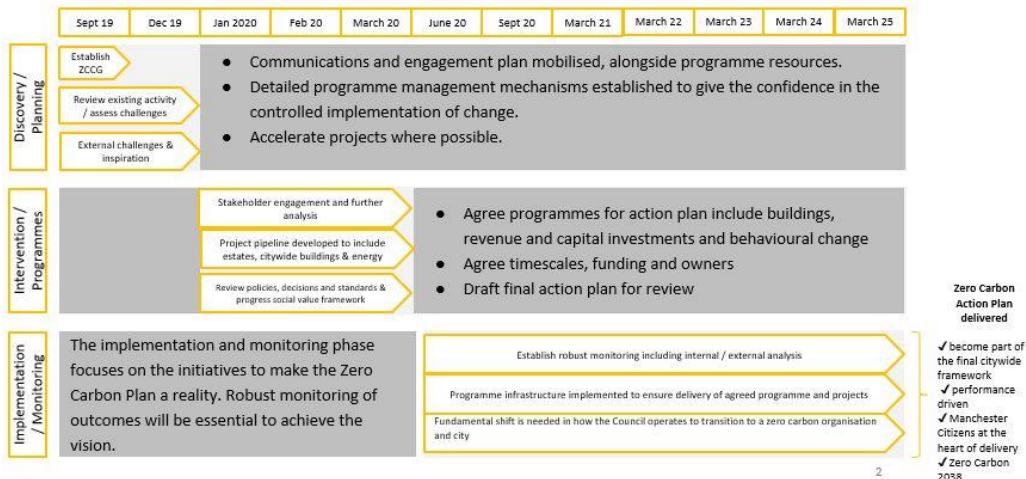 Sept 19 Dec 19 Jan 2020 Feb 20 March 20 June 20 Sept 20 March 21 March 22 March 23 March 24 March 25
Discovery /
Planning
Establish
ZCCG
Review existing activity
/ assess challenges
External challenges &
inspiration
● Communications and engagement plan mobilised, alongside programme resources.
● Detailed programme management mechanisms established to give the confidence in the
controlled implementation of change.
● Accelerate projects where possible.
Intervention /
Programmes
Stakeholder engagement and further
analysis
Project pipeline developed to include
estates, citywide buildings & energy
Review policies, decisions and standards &
progress social value framework
● Agree programmes for action plan include buildings,
revenue and capital investments and behavioural change
● Agree timescales, funding and owners
● Draft final action plan for review
Implementation
/ Monitoring
The implementation and monitoring phase
focuses on the initiatives to make the Zero
Carbon Plan a reality. Robust monitoring of
outcomes will be essential to achieve the
vision.
Establish robust monitoring including internal / external analysis
Programme infrastructure implemented to ensure delivery of agreed programme and projects
Fundamental shift is needed in how the Council operates to transition to a zero carbon organisation
and city
Zero Carbon
Action Plan
delivered
✓ become part of
the final citywide
framework
✓ performance
driven
✓ Manchester
Citizens at the
heart of delivery
✓ Zero Carbon
2038
2